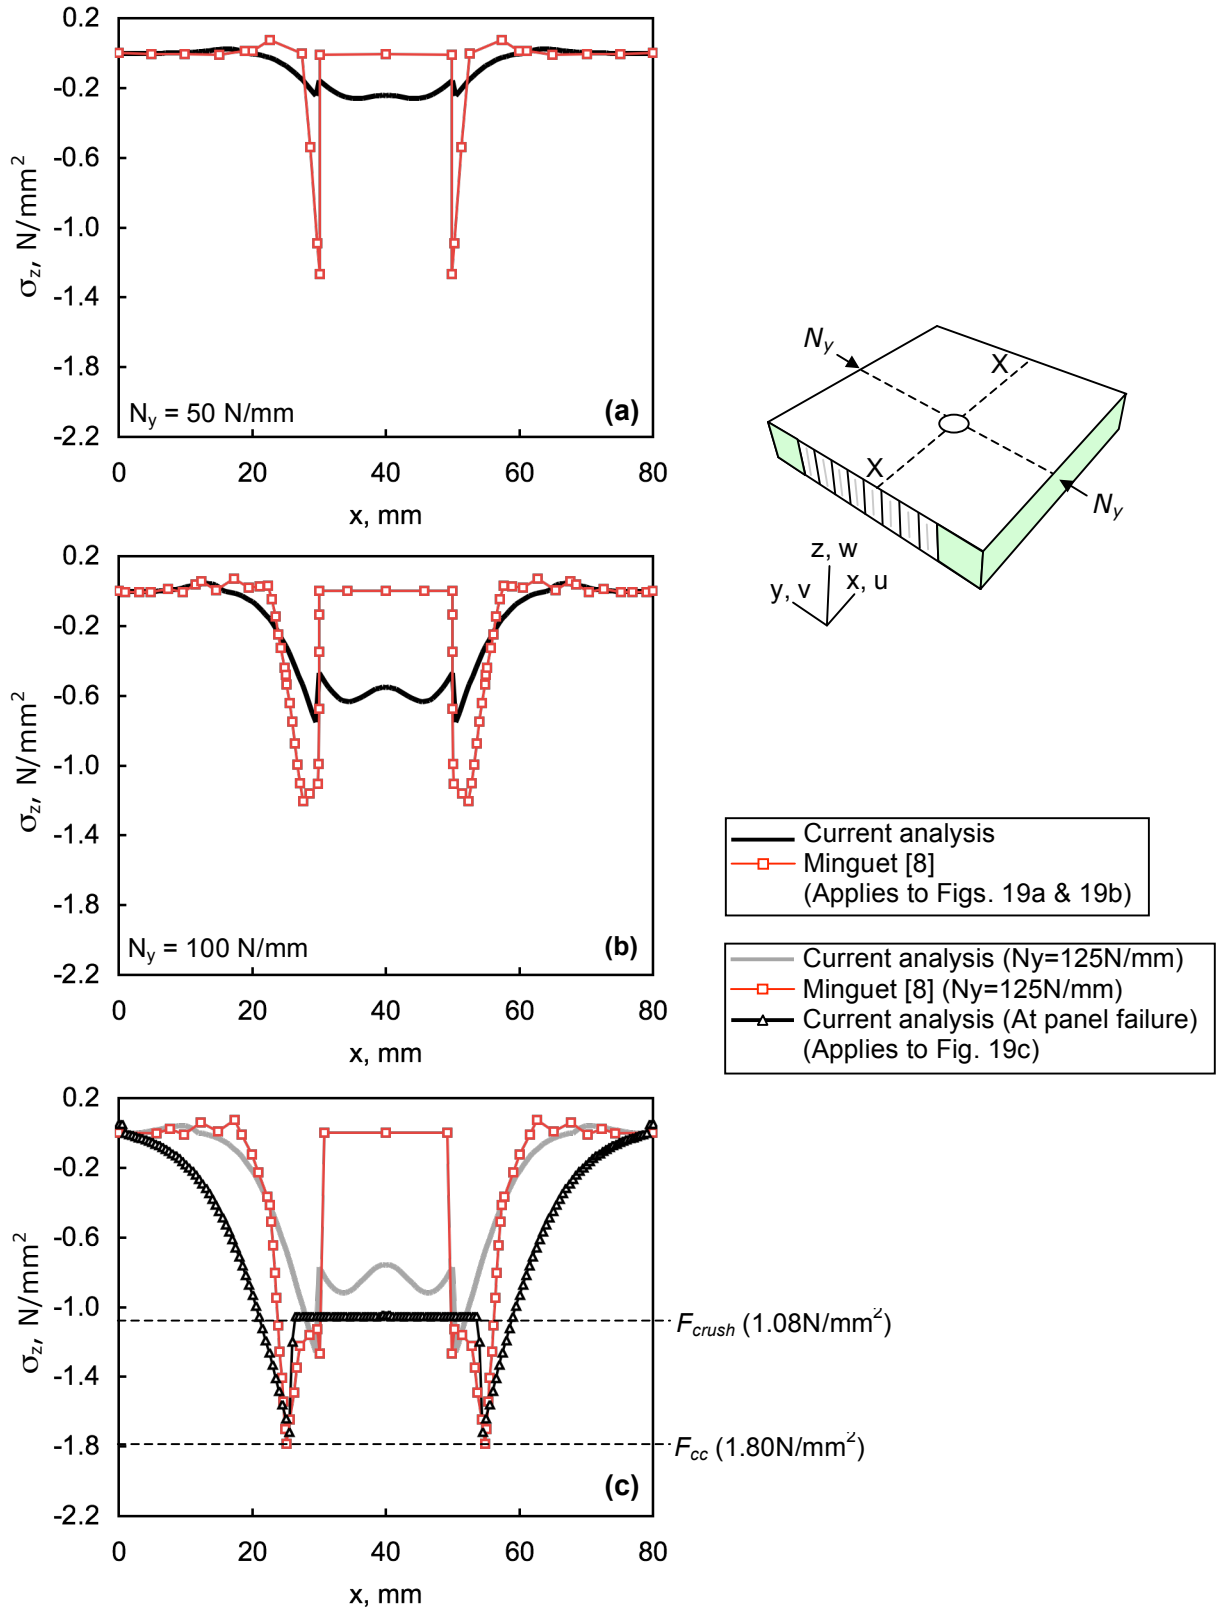 0.2
-0.2
-0.6
-1.0
-1.4
-1.8
-2.2
σz, N/mm²
Ny = 50 N/mm
(a)
0 20 40 60 80
x, mm
Ny
X
X
Ny
z, w
y, v
x, u
0.2
-0.2
-0.6
-1.0
-1.4
-1.8
-2.2
σz, N/mm²
Ny = 100 N/mm
(b)
0 20 40 60 80
x, mm
Current analysis
Minguet [8]
(Applies to Figs. 19a & 19b)
Current analysis (Ny=125N/mm)
Minguet [8] (Ny=125N/mm)
Current analysis (At panel failure)
(Applies to Fig. 19c)
0.2
-0.2
-0.6
-1.0
-1.4
-1.8
-2.2
σz, N/mm²
Fcrush (1.08N/mm²)
Fcc (1.80N/mm²)
(c)
0 20 40 60 80
x, mm